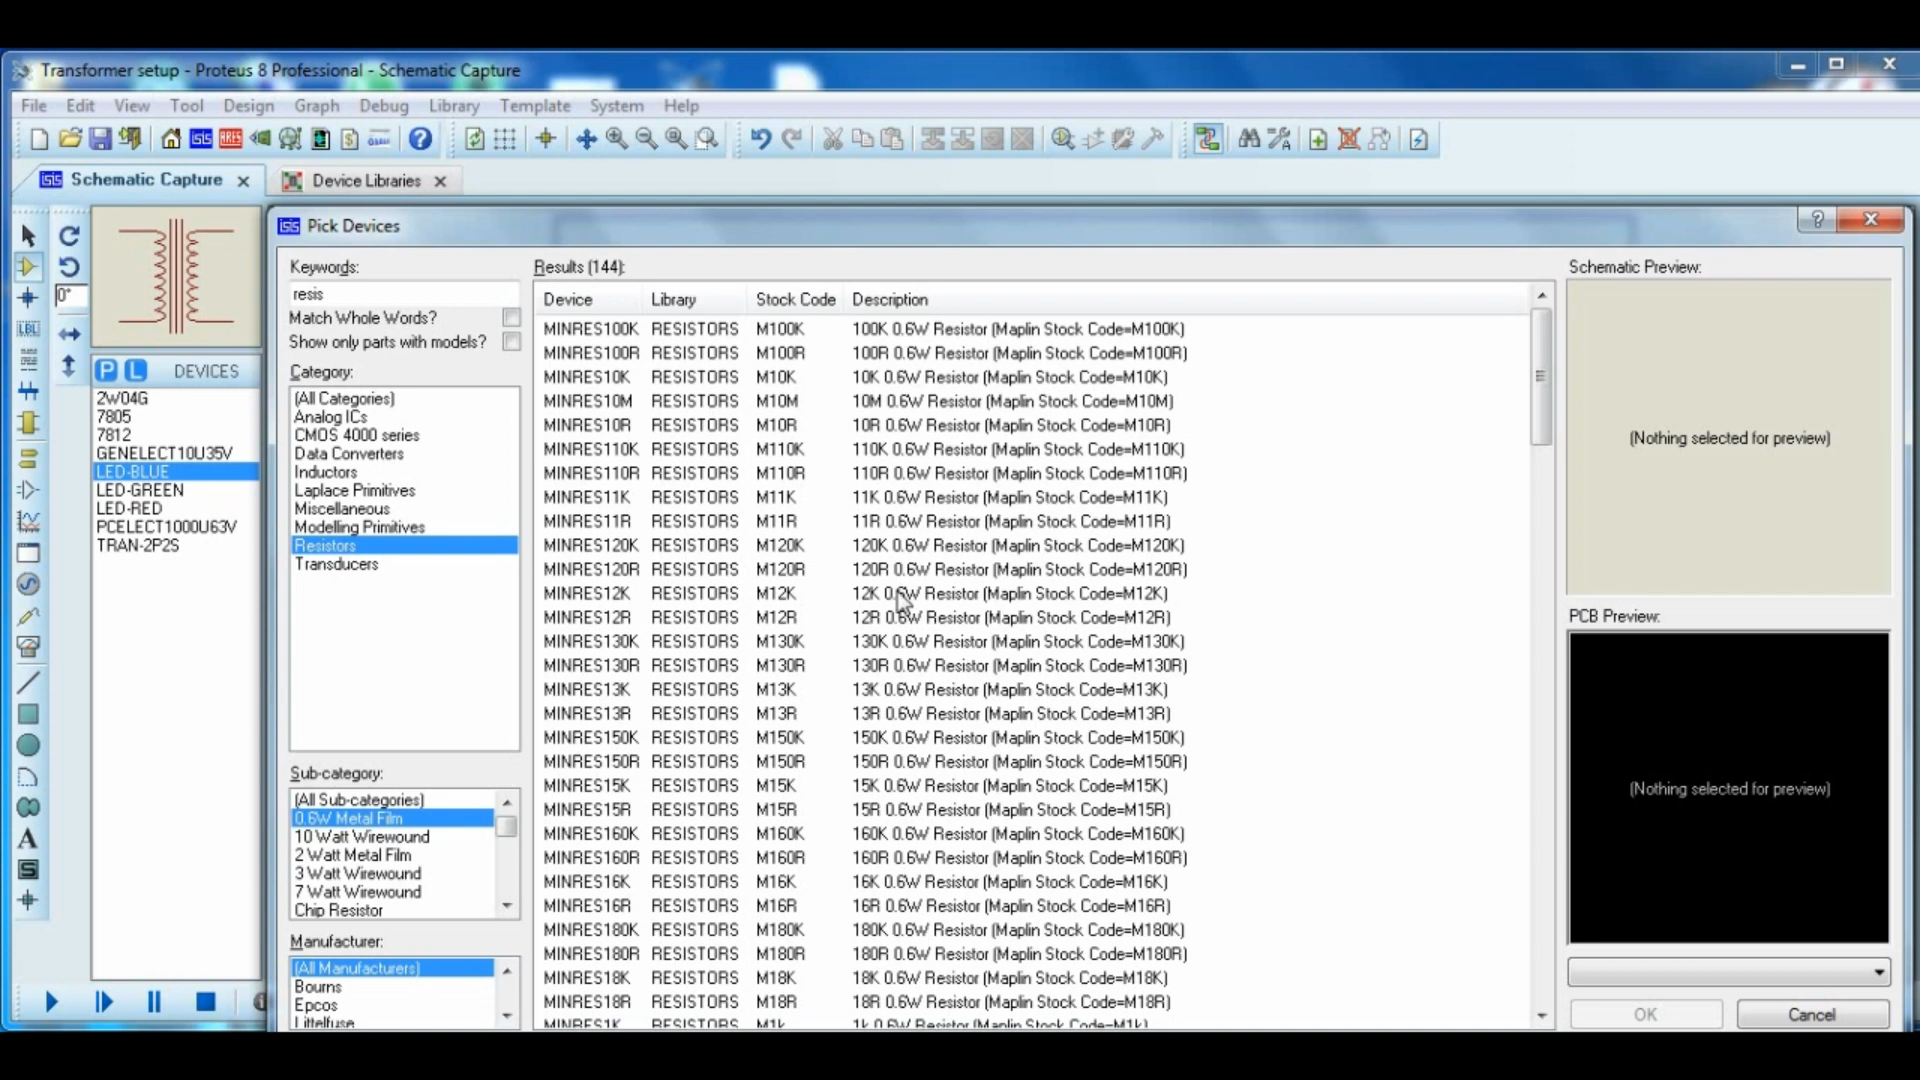 Transformer setup - Proteus 8 Professional - Schematic Capture
File Edit View Tool Design Graph Debug Library Template System Help
Schematic Capture
Device Libraries
0°
LBL
P L DEVICES
2W04G
7805
7812
GENELECT10U35V
LED-BLUE
LED-GREEN
LED-RED
PCELECT1000U63V
TRAN-2P2S
Pick Devices
Keywords:
resis
Match Whole Words?
Show only parts with models?
Category:
(All Categories)
Analog ICs
CMOS 4000 series
Data Converters
Inductors
Laplace Primitives
Miscellaneous
Modelling Primitives
Resistors
Transducers
Sub-category:
(All Sub-categories)
0.6W Metal Film
10 Watt Wirewound
2 Watt Metal Film
3 Watt Wirewound
7 Watt Wirewound
Chip Resistor
Manufacturer:
(All Manufacturers)
Bourns
Epcos
Littelfuse
Results (144):
Device Library Stock Code Description
MINRES100K RESISTORS M100K 100K 0.6W Resistor (Maplin Stock Code=M100K)
MINRES100R RESISTORS M100R 100R 0.6W Resistor (Maplin Stock Code=M100R)
MINRES10K RESISTORS M10K 10K 0.6W Resistor (Maplin Stock Code=M10K)
MINRES10M RESISTORS M10M 10M 0.6W Resistor (Maplin Stock Code=M10M)
MINRES10R RESISTORS M10R 10R 0.6W Resistor (Maplin Stock Code=M10R)
MINRES110K RESISTORS M110K 110K 0.6W Resistor (Maplin Stock Code=M110K)
MINRES110R RESISTORS M110R 110R 0.6W Resistor (Maplin Stock Code=M110R)
MINRES11K RESISTORS M11K 11K 0.6W Resistor (Maplin Stock Code=M11K)
MINRES11R RESISTORS M11R 11R 0.6W Resistor (Maplin Stock Code=M11R)
MINRES120K RESISTORS M120K 120K 0.6W Resistor (Maplin Stock Code=M120K)
MINRES120R RESISTORS M120R 120R 0.6W Resistor (Maplin Stock Code=M120R)
MINRES12K RESISTORS M12K 12K 0.6W Resistor (Maplin Stock Code=M12K)
MINRES12R RESISTORS M12R 12R 0.6W Resistor (Maplin Stock Code=M12R)
MINRES130K RESISTORS M130K 130K 0.6W Resistor (Maplin Stock Code=M130K)
MINRES130R RESISTORS M130R 130R 0.6W Resistor (Maplin Stock Code=M130R)
MINRES13K RESISTORS M13K 13K 0.6W Resistor (Maplin Stock Code=M13K)
MINRES13R RESISTORS M13R 13R 0.6W Resistor (Maplin Stock Code=M13R)
MINRES150K RESISTORS M150K 150K 0.6W Resistor (Maplin Stock Code=M150K)
MINRES150R RESISTORS M150R 150R 0.6W Resistor (Maplin Stock Code=M150R)
MINRES15K RESISTORS M15K 15K 0.6W Resistor (Maplin Stock Code=M15K)
MINRES15R RESISTORS M15R 15R 0.6W Resistor (Maplin Stock Code=M15R)
MINRES160K RESISTORS M160K 160K 0.6W Resistor (Maplin Stock Code=M160K)
MINRES160R RESISTORS M160R 160R 0.6W Resistor (Maplin Stock Code=M160R)
MINRES16K RESISTORS M16K 16K 0.6W Resistor (Maplin Stock Code=M16K)
MINRES16R RESISTORS M16R 16R 0.6W Resistor (Maplin Stock Code=M16R)
MINRES180K RESISTORS M180K 180K 0.6W Resistor (Maplin Stock Code=M180K)
MINRES180R RESISTORS M180R 180R 0.6W Resistor (Maplin Stock Code=M180R)
MINRES18K RESISTORS M18K 18K 0.6W Resistor (Maplin Stock Code=M18K)
MINRES18R RESISTORS M18R 18R 0.6W Resistor (Maplin Stock Code=M18R)
MINRES1K RESISTORS M1k 1k 0.6W Resistor (Maplin Stock Code=M1k)
Schematic Preview:
(Nothing selected for preview)
PCB Preview:
(Nothing selected for preview)
OK Cancel